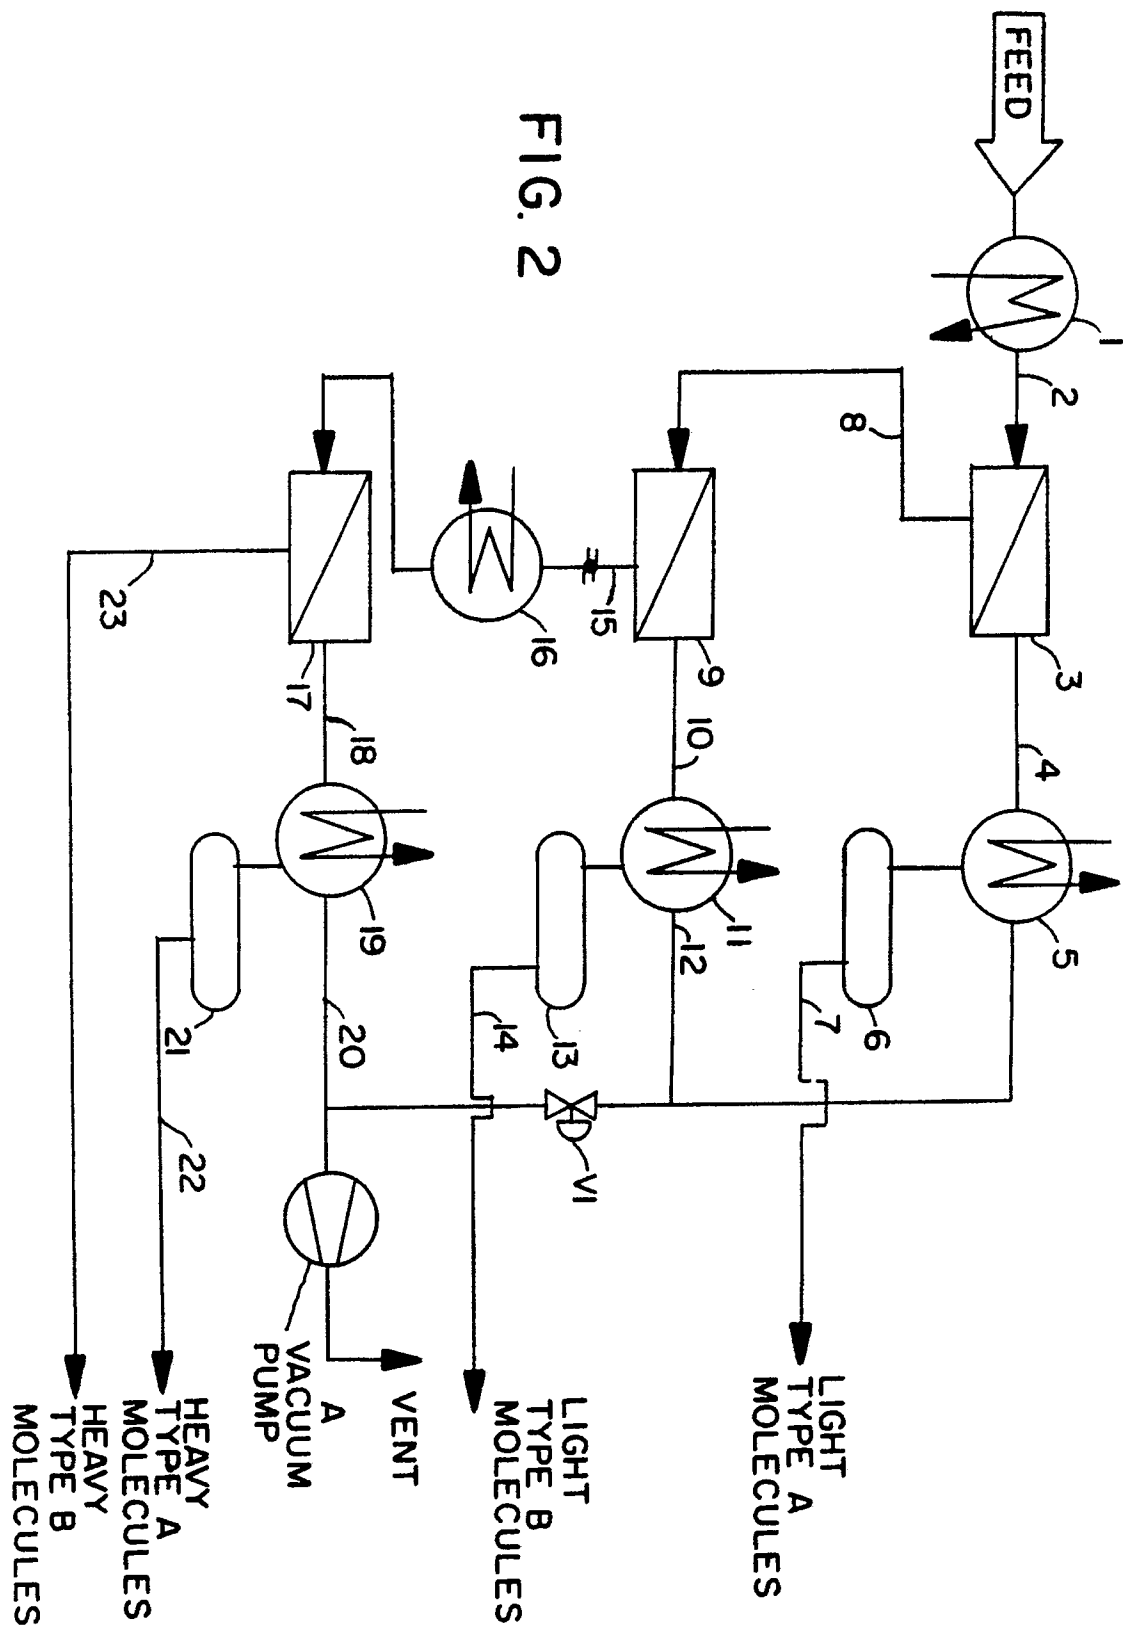 FEED
1
2
3
4
5
6
7
LIGHT
TYPE A
MOLECULES
8
9
10
11
12
13
14
V1
LIGHT
TYPE B
MOLECULES
15
16
17
18
19
20
21
22
23
VENT
A
VACUUM
PUMP
HEAVY
TYPE A
MOLECULES
HEAVY
TYPE B
MOLECULES
FIG. 2